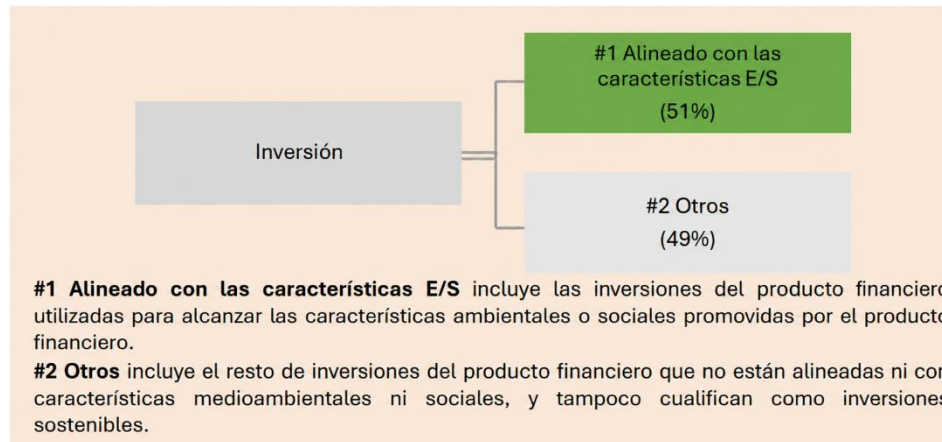 #1 Alineado con las
características E/S
(51%)
Inversión
#2 Otros
(49%)
#1 Alineado con las características E/S incluye las inversiones del producto financiero
utilizadas para alcanzar las características ambientales o sociales promovidas por el producto
financiero.
#2 Otros incluye el resto de inversiones del producto financiero que no están alineadas ni con
características medioambientales ni sociales, y tampoco cualifican como inversiones
sostenibles.